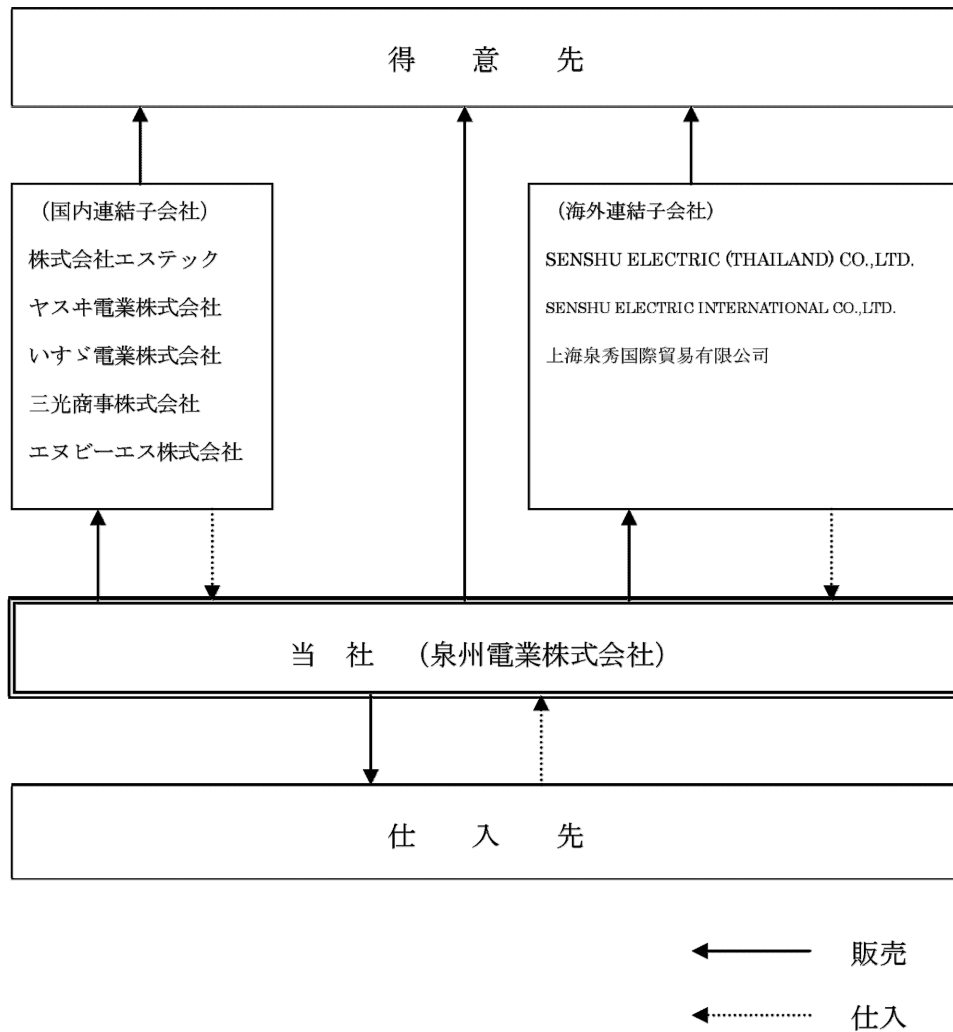 得 意 先
（国内連結子会社）
株式会社エステック
ヤスヰ電業株式会社
いすゞ電業株式会社
三光商事株式会社
エヌビーエス株式会社
（海外連結子会社）
SENSHU ELECTRIC (THAILAND) CO.,LTD.
SENSHU ELECTRIC INTERNATIONAL CO.,LTD.
上海泉秀国際貿易有限公司
当 社 （泉州電業株式会社）
仕 入 先
販売
仕入